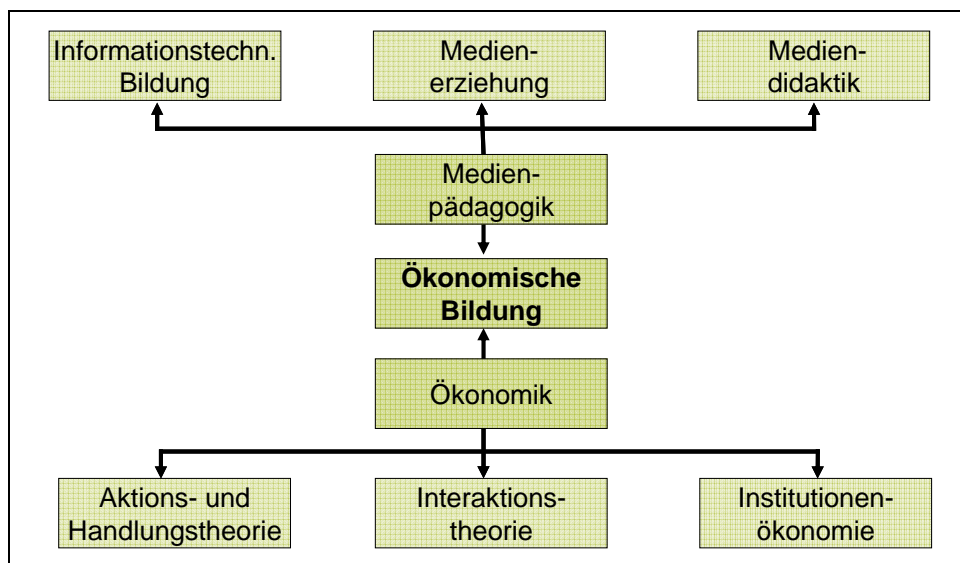 Informationstechn.
Bildung
Medien-
erziehung
Medien-
didaktik
Medien-
pädagogik
Ökonomische
Bildung
Ökonomik
Aktions- und
Handlungstheorie
Interaktions-
theorie
Institutionen-
ökonomie